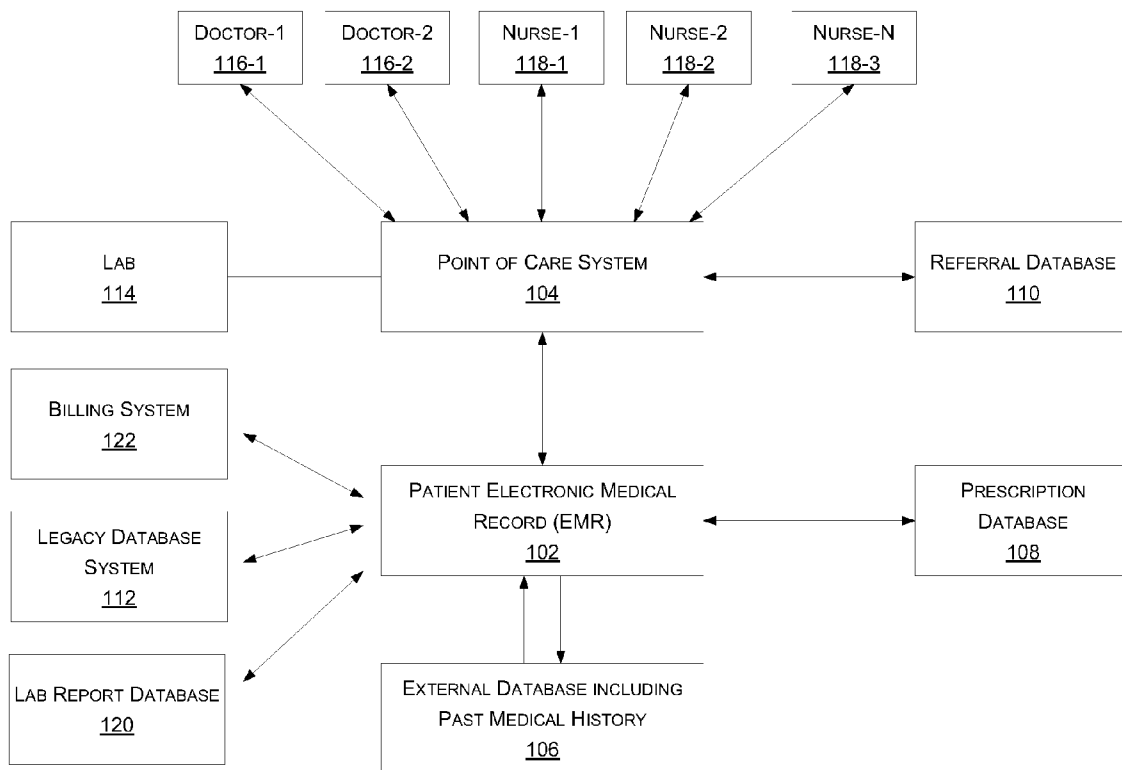 DOCTOR-1
116-1
DOCTOR-2
116-2
NURSE-1
118-1
NURSE-2
118-2
NURSE-N
118-3
LAB
114
POINT OF CARE SYSTEM
104
REFERRAL DATABASE
110
BILLING SYSTEM
122
PATIENT ELECTRONIC MEDICAL
RECORD (EMR)
102
PRESCRIPTION
DATABASE
108
LEGACY DATABASE
SYSTEM
112
LAB REPORT DATABASE
120
EXTERNAL DATABASE INCLUDING
PAST MEDICAL HISTORY
106